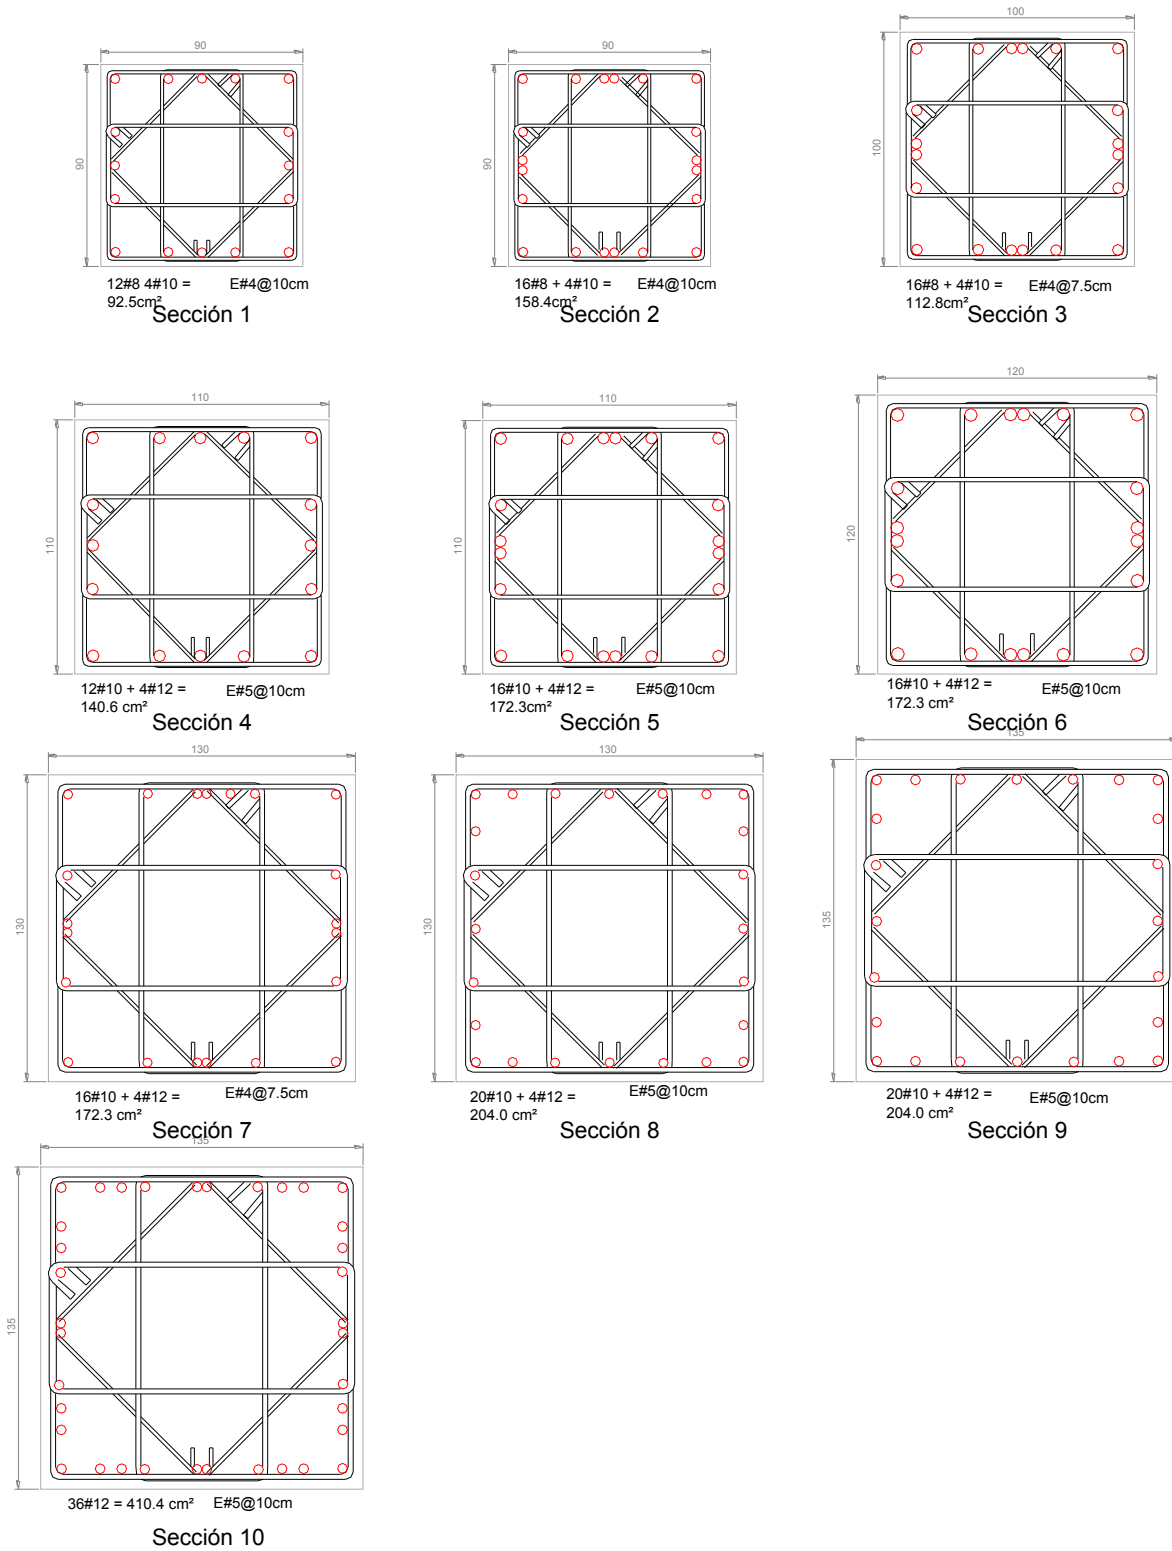 90
90
12#8 4#10 =
92.5cm²
E#4@10cm
Sección 1
90
90
16#8 + 4#10 =
158.4cm²
E#4@10cm
Sección 2
100
100
16#8 + 4#10 =
112.8cm²
E#4@7.5cm
Sección 3
110
110
12#10 + 4#12 =
140.6 cm²
E#5@10cm
Sección 4
110
110
16#10 + 4#12 =
172.3cm²
E#5@10cm
Sección 5
120
120
16#10 + 4#12 =
172.3 cm²
E#5@10cm
Sección 6
130
130
16#10 + 4#12 =
172.3 cm²
E#4@7.5cm
Sección 7
130
130
20#10 + 4#12 =
204.0 cm²
E#5@10cm
Sección 8
135
135
20#10 + 4#12 =
204.0 cm²
E#5@10cm
Sección 9
135
135
36#12 = 410.4 cm²
E#5@10cm
Sección 10